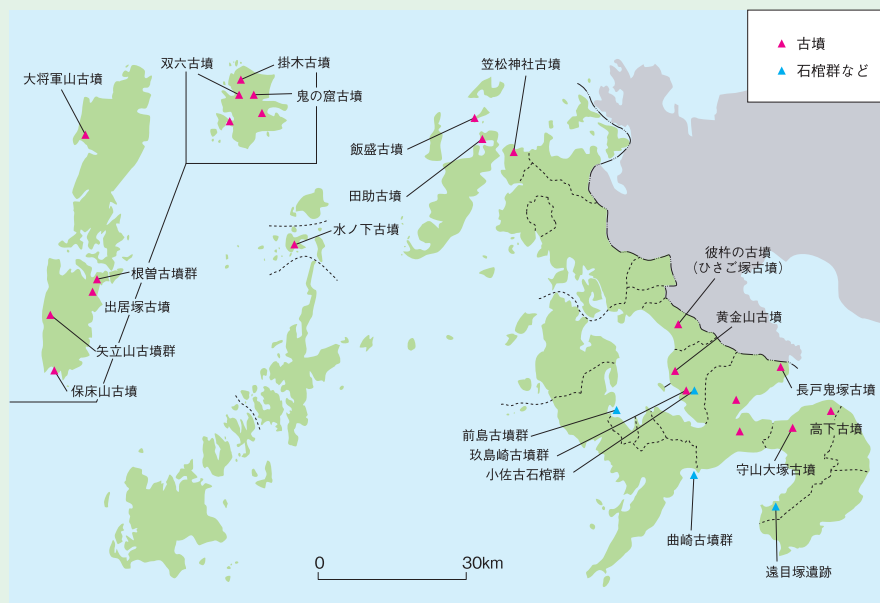 古墳
石棺群など
大将軍山古墳
双六古墳
掛木古墳
鬼の窟古墳
笠松神社古墳
飯盛古墳
田助古墳
水ノ下古墳
根曽古墳群
出居塚古墳
矢立山古墳群
保床山古墳
彼杵の古墳
（ひさご塚古墳）
黄金山古墳
長戸鬼塚古墳
高下古墳
守山大塚古墳
前島古墳群
玖島崎古墳群
小佐古石棺群
曲崎古墳群
遠目塚遺跡
0 30km